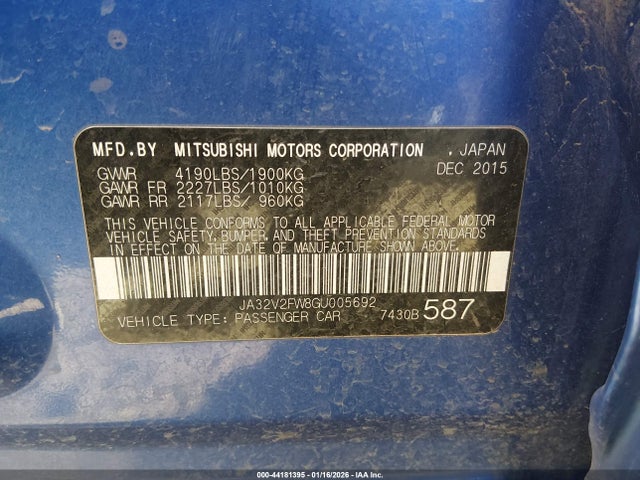 MFD.BY MITSUBISHI MOTORS CORPORATION , JAPAN
GVWR 4190LBS/1900KG DEC 2015
GAWR FR 2227LBS/1010KG
GAWR RR 2117LBS/ 960KG
THIS VEHICLE CONFORMS TO ALL APPLICABLE FEDERAL MOTOR
VEHICLE SAFETY, BUMPER, AND THEFT PREVENTION STANDARDS
IN EFFECT ON THE DATE OF MANUFACTURE SHOWN ABOVE.
JA32V2FW8GU005692
VEHICLE TYPE: PASSENGER CAR 7430B 587
000-44181395 - 01/16/2026 - IAA Inc.